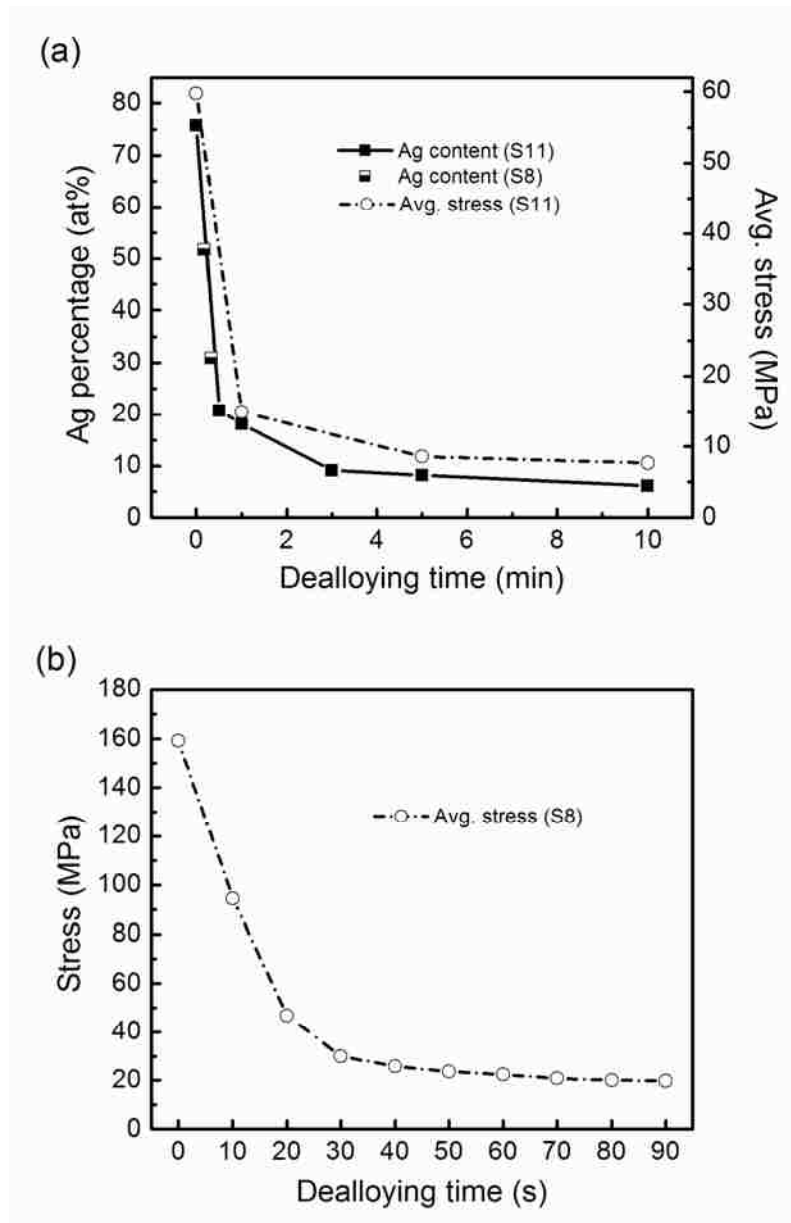 (a)
Ag percentage (at%)
80
70
60
50
40
30
20
10
0
Ag content (S11)
Ag content (S8)
Avg. stress (S11)
60
50
40
30
20
10
0
Avg. stress (MPa)
0 2 4 6 8 10
Dealloying time (min)
(b)
Stress (MPa)
180
160
140
120
100
80
60
40
20
0
Avg. stress (S8)
0 10 20 30 40 50 60 70 80 90
Dealloying time (s)